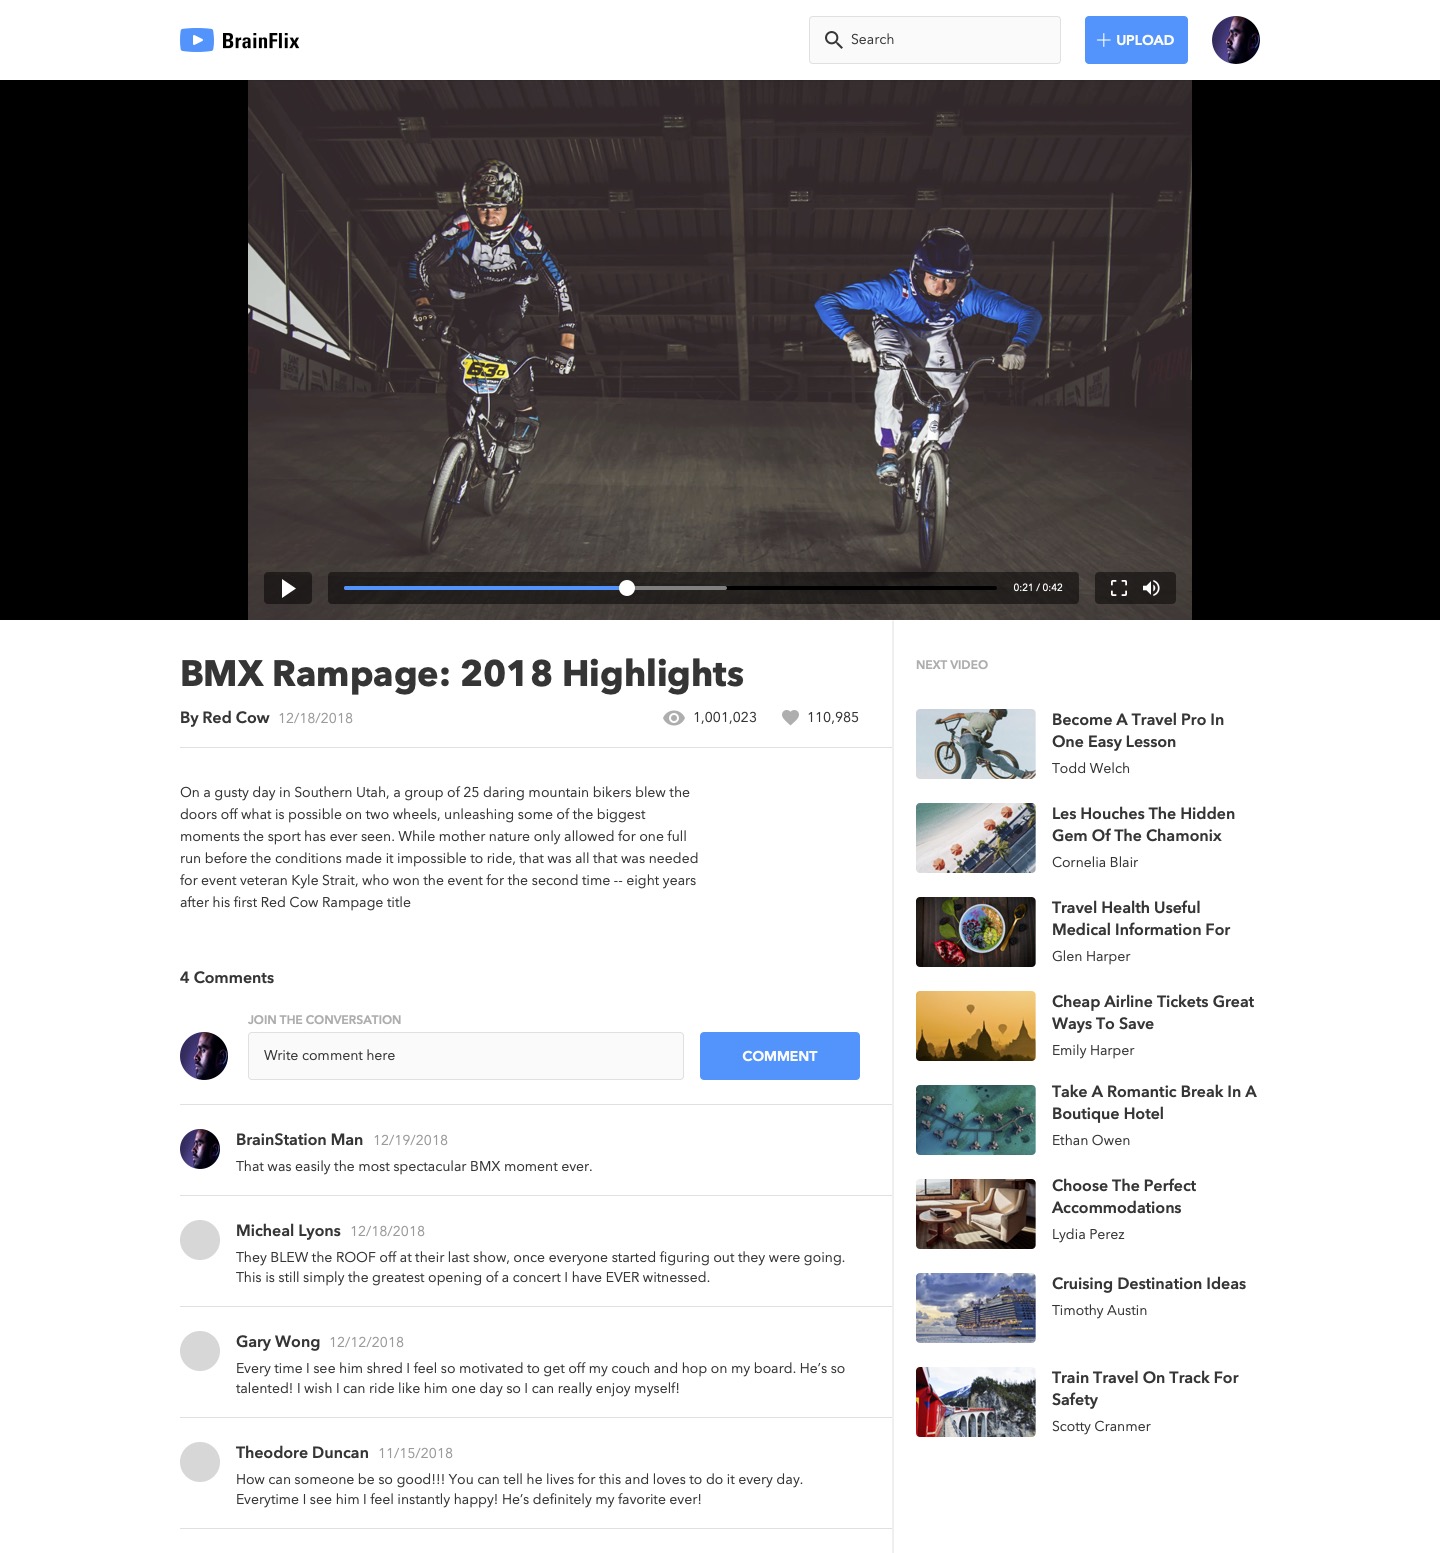 BrainFlix
Search
UPLOAD
630
0:21 / 0:42
BMX Rampage: 2018 Highlights
By Red Cow 12/18/2018
1,001,023
110,985
On a gusty day in Southern Utah, a group of 25 daring mountain bikers blew the
doors off what is possible on two wheels, unleashing some of the biggest
moments the sport has ever seen. While mother nature only allowed for one full
run before the conditions made it impossible to ride, that was all that was needed
for event veteran Kyle Strait, who won the event for the second time -- eight years
after his first Red Cow Rampage title
4 Comments
JOIN THE CONVERSATION
Write comment here
COMMENT
BrainStation Man 12/19/2018
That was easily the most spectacular BMX moment ever.
Micheal Lyons 12/18/2018
They BLEW the ROOF off at their last show, once everyone started figuring out they were going.
This is still simply the greatest opening of a concert I have EVER witnessed.
Gary Wong 12/12/2018
Every time I see him shred I feel so motivated to get off my couch and hop on my board. He’s so
talented! I wish I can ride like him one day so I can really enjoy myself!
Theodore Duncan 11/15/2018
How can someone be so good!!! You can tell he lives for this and loves to do it every day.
Everytime I see him I feel instantly happy! He’s definitely my favorite ever!
NEXT VIDEO
Become A Travel Pro In
One Easy Lesson
Todd Welch
Les Houches The Hidden
Gem Of The Chamonix
Cornelia Blair
Travel Health Useful
Medical Information For
Glen Harper
Cheap Airline Tickets Great
Ways To Save
Emily Harper
Take A Romantic Break In A
Boutique Hotel
Ethan Owen
Choose The Perfect
Accommodations
Lydia Perez
Cruising Destination Ideas
Timothy Austin
Train Travel On Track For
Safety
Scotty Cranmer